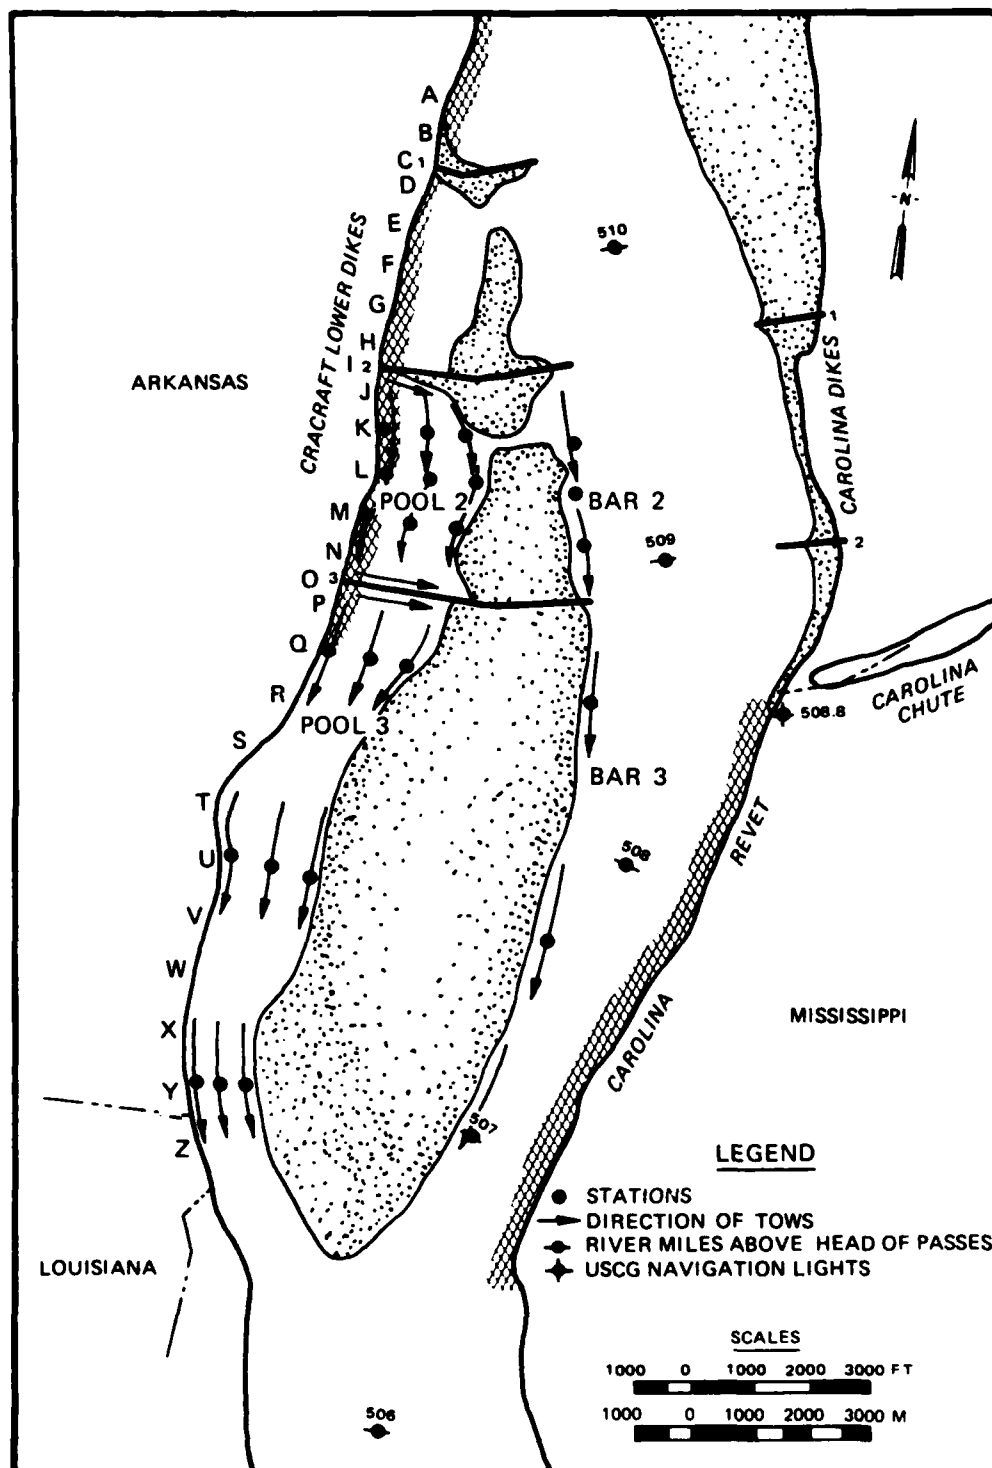 A
B
C 1
D
E
F
G
H
I 2
J
K
L
M
N
O 3
P
Q
R
S
T
U
V
W
X
Y
Z
CRACRAFT LOWER DIKES
ARKANSAS
510
-N-
1
CAROLINA DIKES
2
POOL 2
BAR 2
509
CAROLINA
CHUTE
508.8
POOL 3
BAR 3
508
REVET
CAROLINA
MISSISSIPPI
507
LOUISIANA
506
LEGEND
STATIONS
DIRECTION OF TOWS
RIVER MILES ABOVE HEAD OF PASSES
USCG NAVIGATION LIGHTS
SCALES
1000 0 1000 2000 3000 FT
1000 0 1000 2000 3000 M